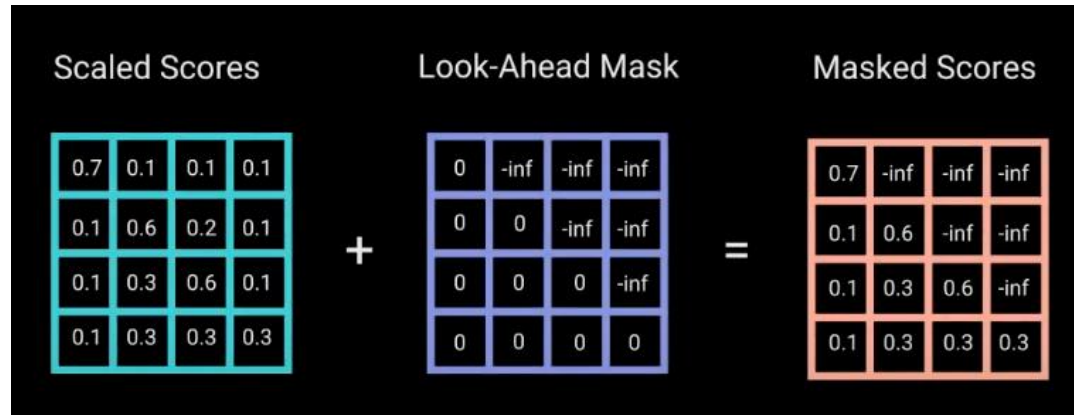 Scaled Scores Look-Ahead Mask Masked Scores
0.7 0.1 0.1 0.1 0 -inf -inf -inf 0.7 -inf -inf -inf
0.1 0.6 0.2 0.1 0 0 -inf -inf 0.1 0.6 -inf -inf
+ =
0.1 0.3 0.6 0.1 0 0 0 -inf 0.1 0.3 0.6 -inf
0.1 0.3 0.3 0.3 0 0 0 0 0.1 0.3 0.3 0.3